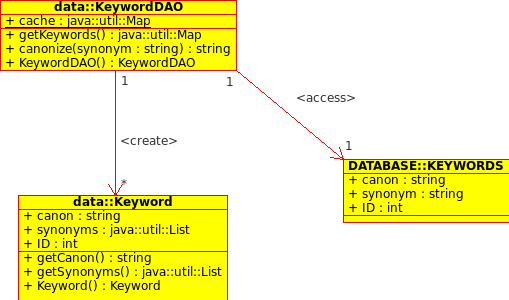 data::KeywordDAO
+ cache : java::util::Map
+ getKeywords() : java::util::Map
+ canonize(synonym : string) : string
+ KeywordDAO() : KeywordDAO
1
1
<access>
<create>
1
*
DATABASE::KEYWORDS
+ canon : string
+ synonym : string
+ ID : int
data::Keyword
+ canon : string
+ synonyms : java::util::List
+ ID : int
+ getCanon() : string
+ getSynonyms() : java::util::List
+ Keyword() : Keyword